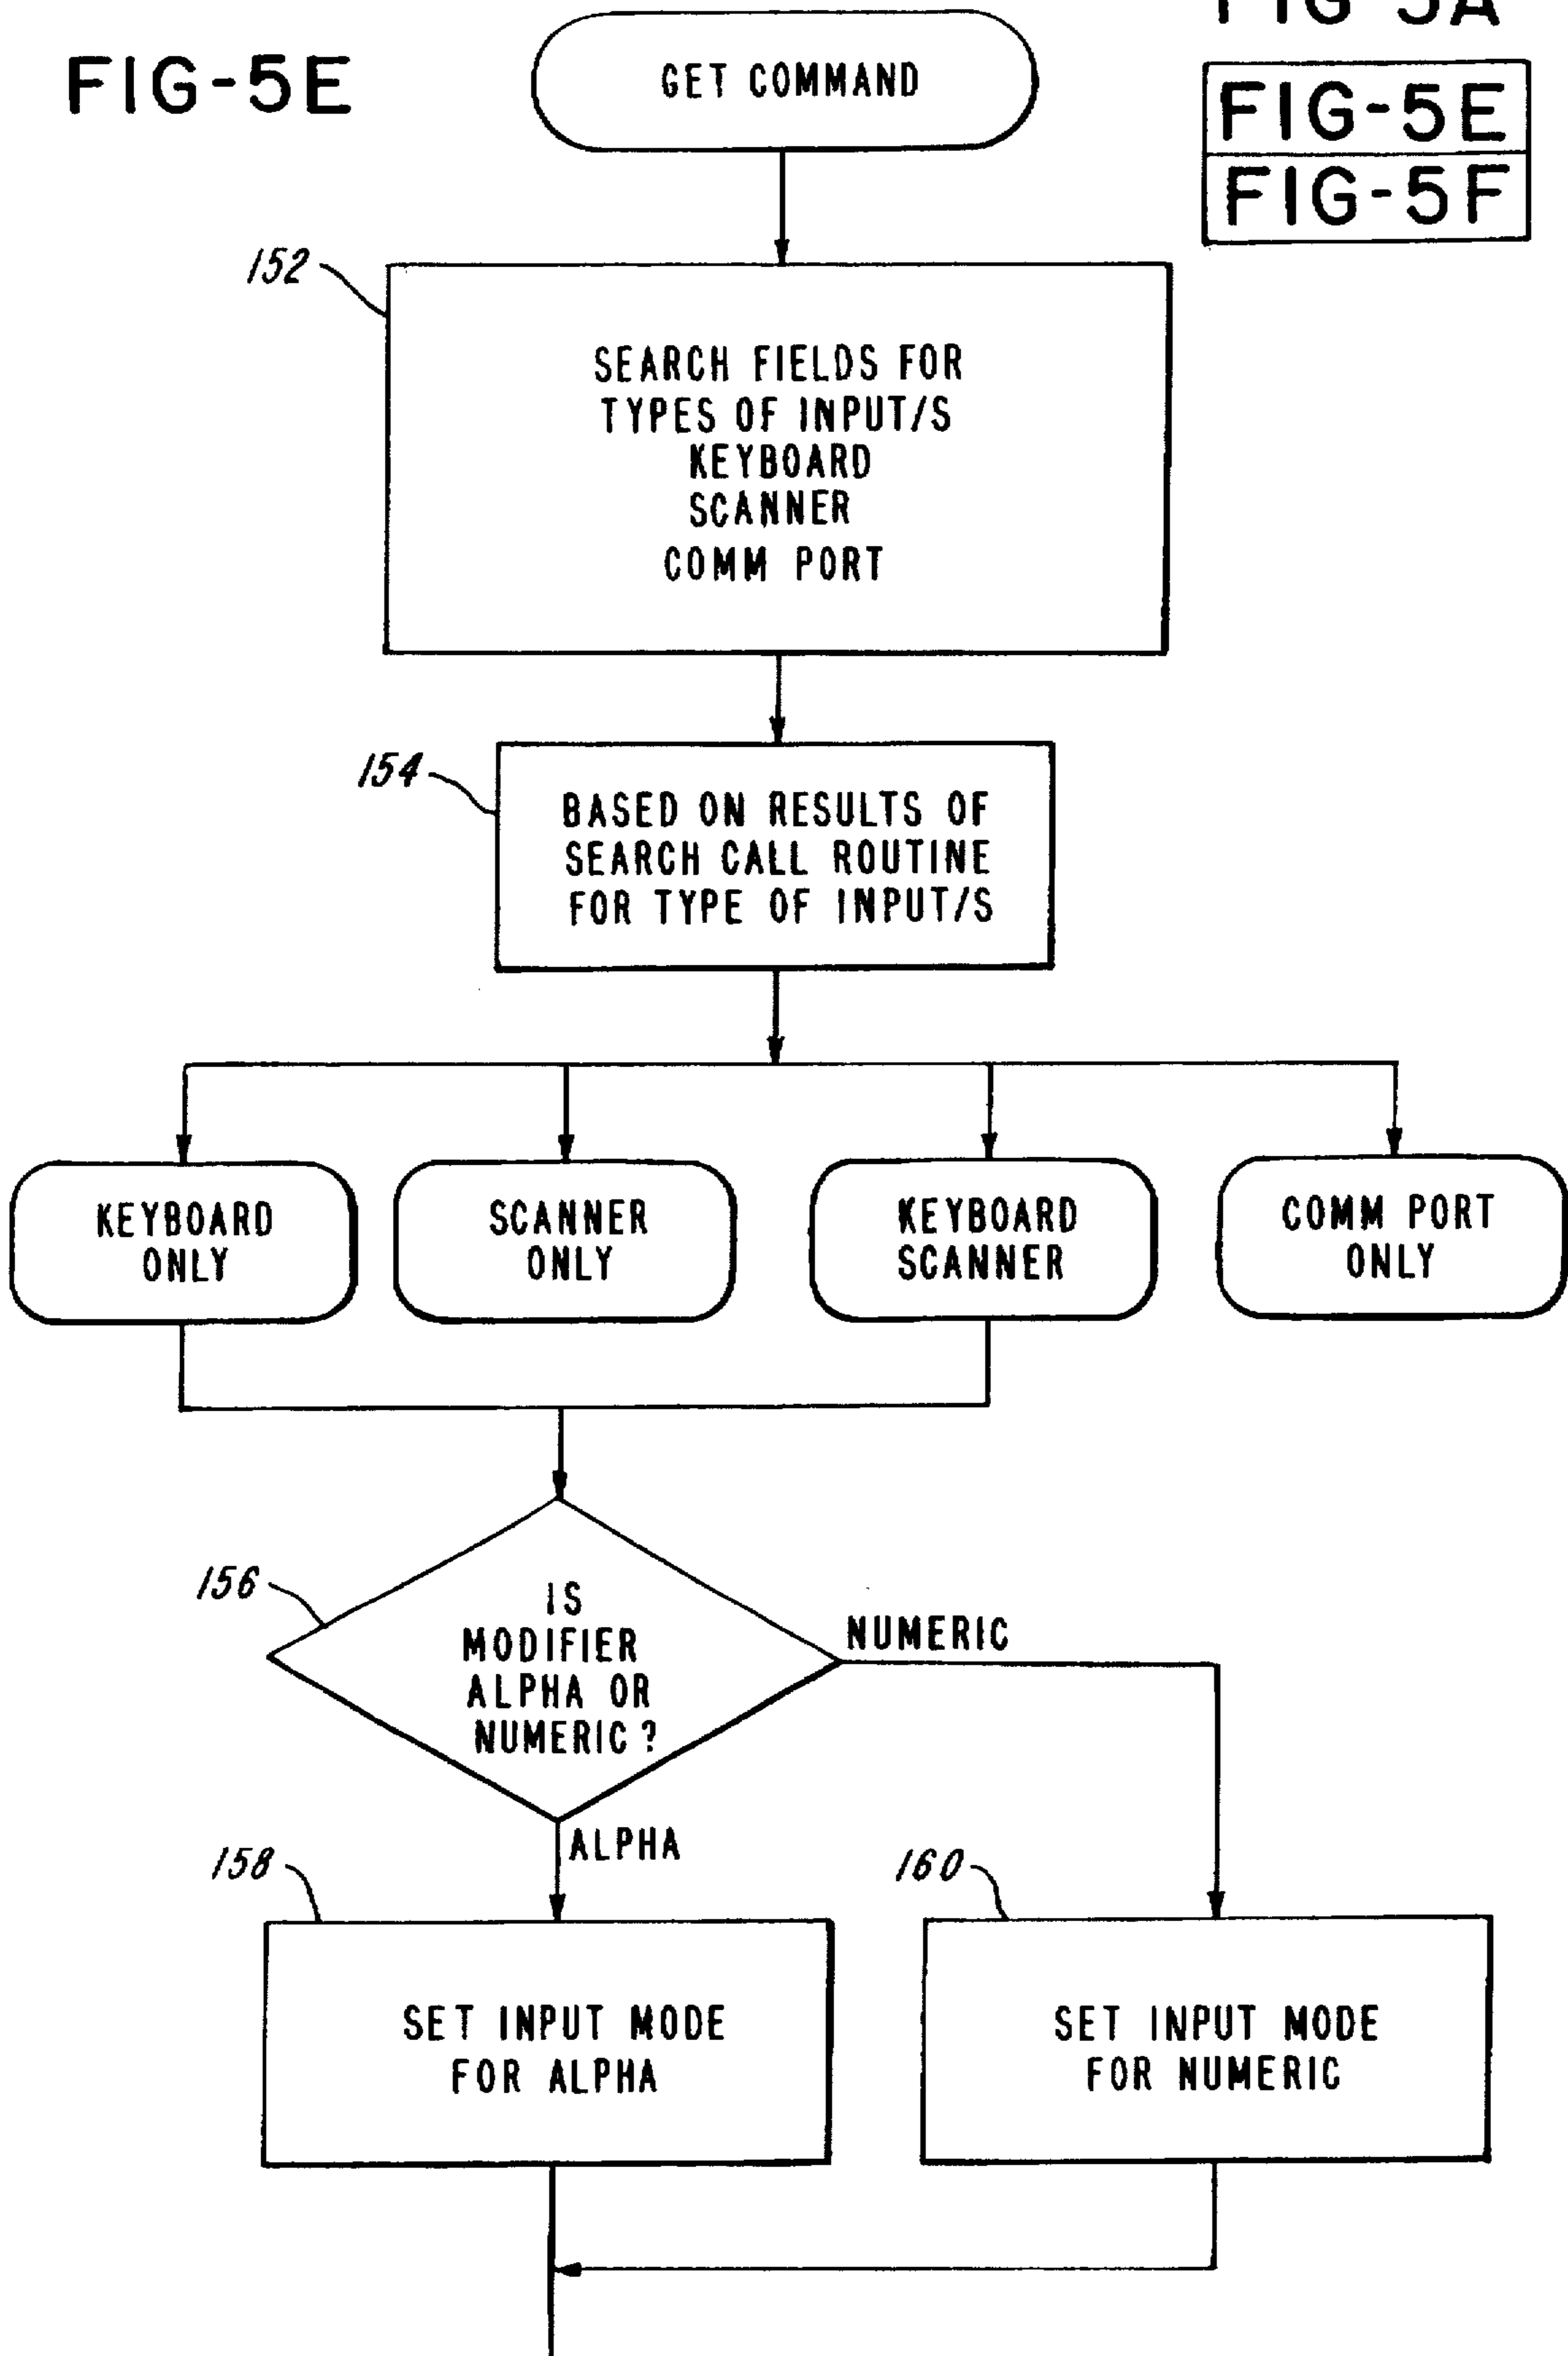 FIG-5A
FIG-5E
GET COMMAND
FIG-5E
FIG-5F
152
SEARCH FIELDS FOR
TYPES OF INPUT/S
KEYBOARD
SCANNER
COMM PORT
154
BASED ON RESULTS OF
SEARCH CALL ROUTINE
FOR TYPE OF INPUT/S
KEYBOARD
ONLY
SCANNER
ONLY
KEYBOARD
SCANNER
COMM PORT
ONLY
156
IS
MODIFIER
ALPHA OR
NUMERIC?
NUMERIC
ALPHA
158
160
SET INPUT MODE
FOR ALPHA
SET INPUT MODE
FOR NUMERIC